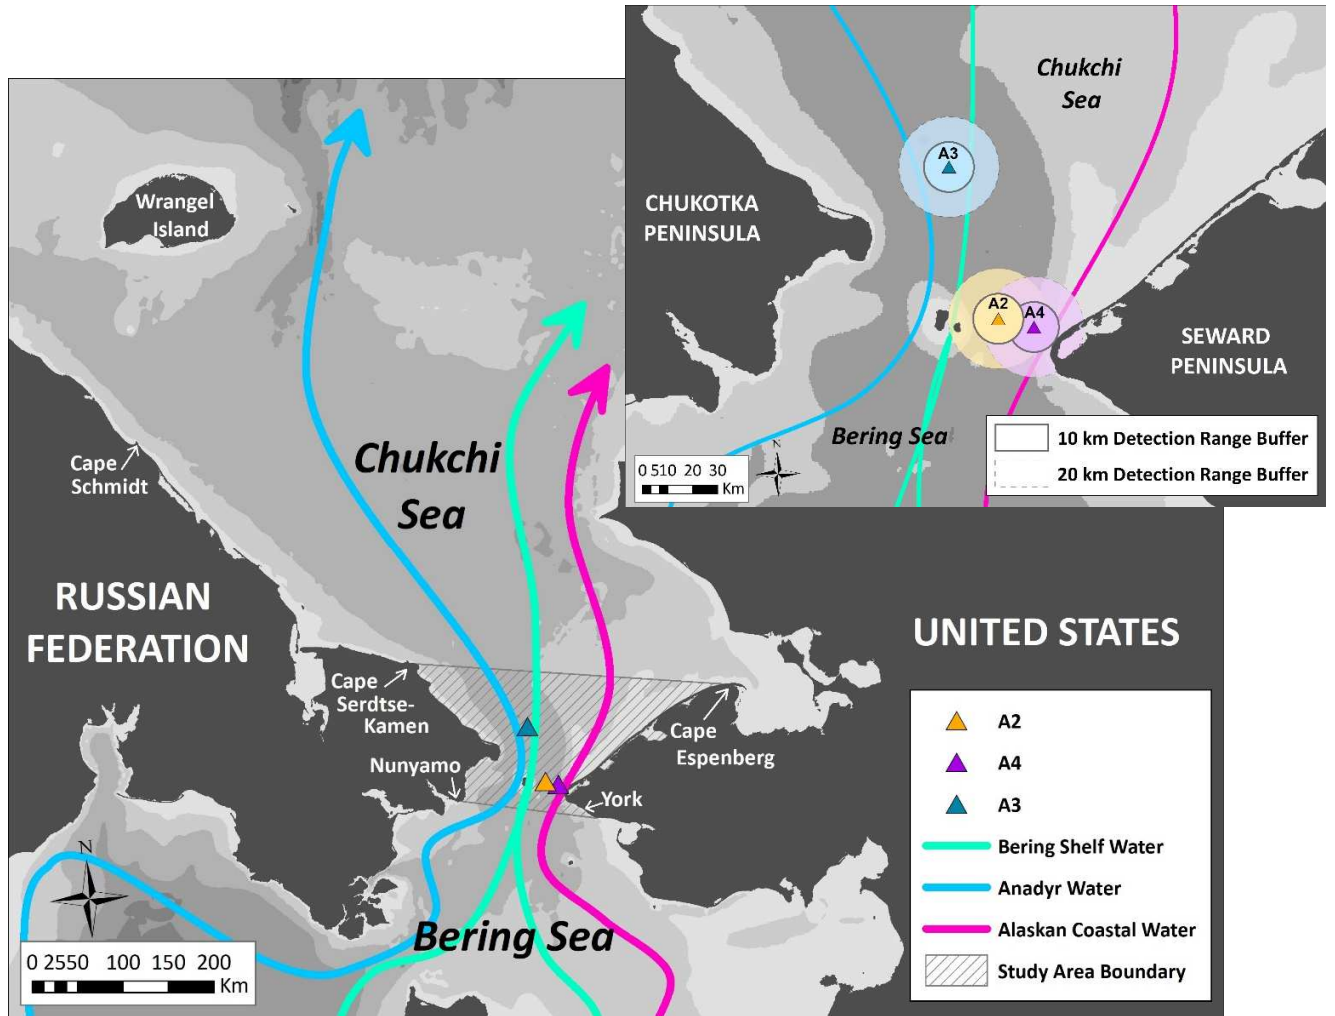 Chukchi
Sea
A3
CHUKOTKA
PENINSULA
A2
A4
SEWARD
PENINSULA
Bering Sea
N
0 510 20 30
Km
10 km Detection Range Buffer
20 km Detection Range Buffer
Wrangel
Island
Cape
Schmidt
Chukchi
Sea
RUSSIAN
FEDERATION
UNITED STATES
Cape
Serdtse-
Kamen
Cape
Espenberg
Nunyamo
York
Bering Sea
N
0 2550 100 150 200
Km
A2
A4
A3
Bering Shelf Water
Anadyr Water
Alaskan Coastal Water
Study Area Boundary